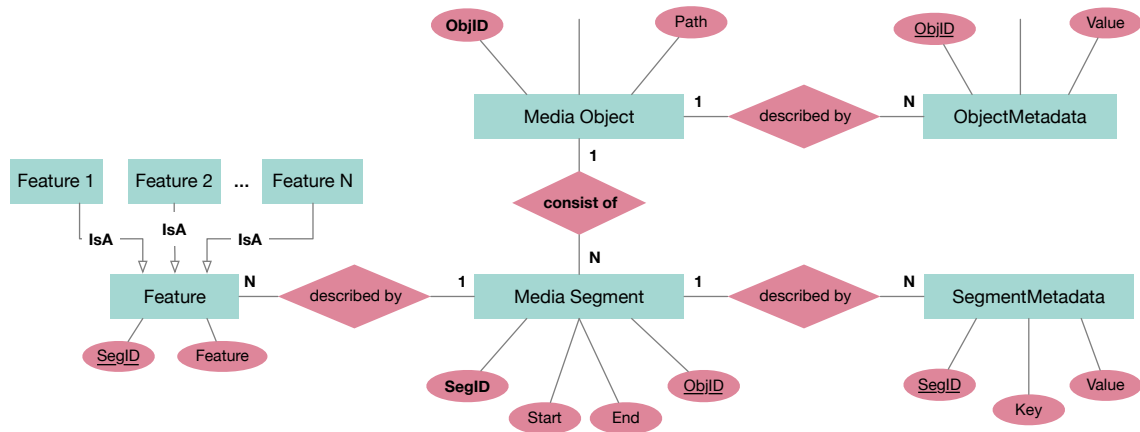 ObjID
Path
ObjID
Value
Media Object
1
described by
N
ObjectMetadata
1
Feature 1
Feature 2
...
Feature N
consist of
IsA
IsA
IsA
N
Feature
N
described by
1
Media Segment
1
described by
N
SegmentMetadata
SegID
Feature
SegID
Start
End
ObjID
SegID
Key
Value